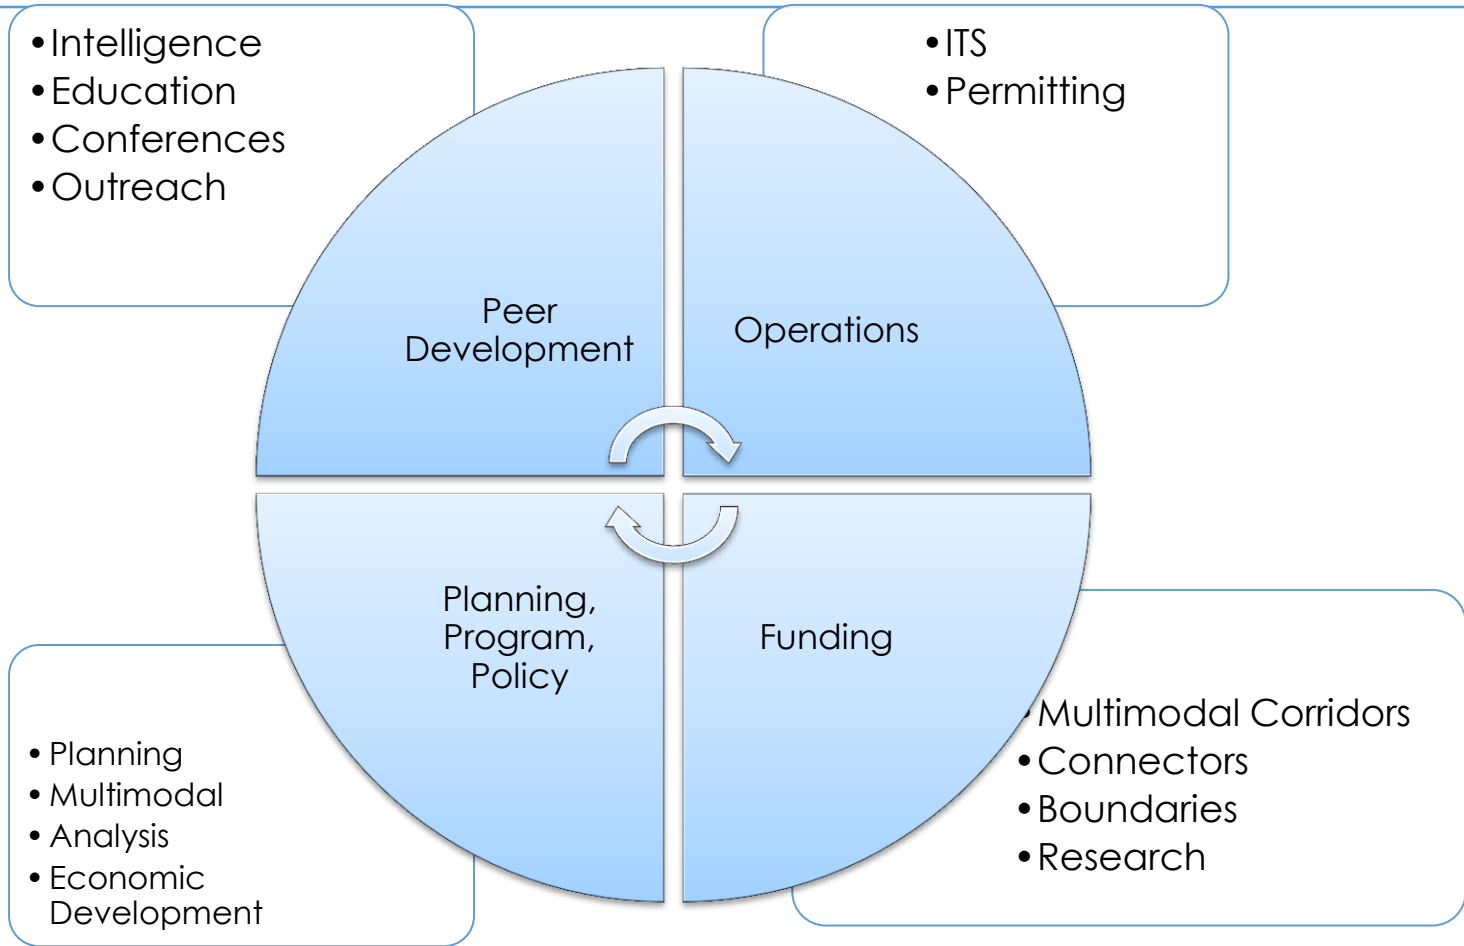 •Intelligence
•Education
•Conferences
•Outreach
•ITS
•Permitting
Peer
Development
Operations
Planning,
Program,
Policy
Funding
•Planning
•Multimodal
•Analysis
•Economic
Development
•Multimodal Corridors
•Connectors
•Boundaries
•Research